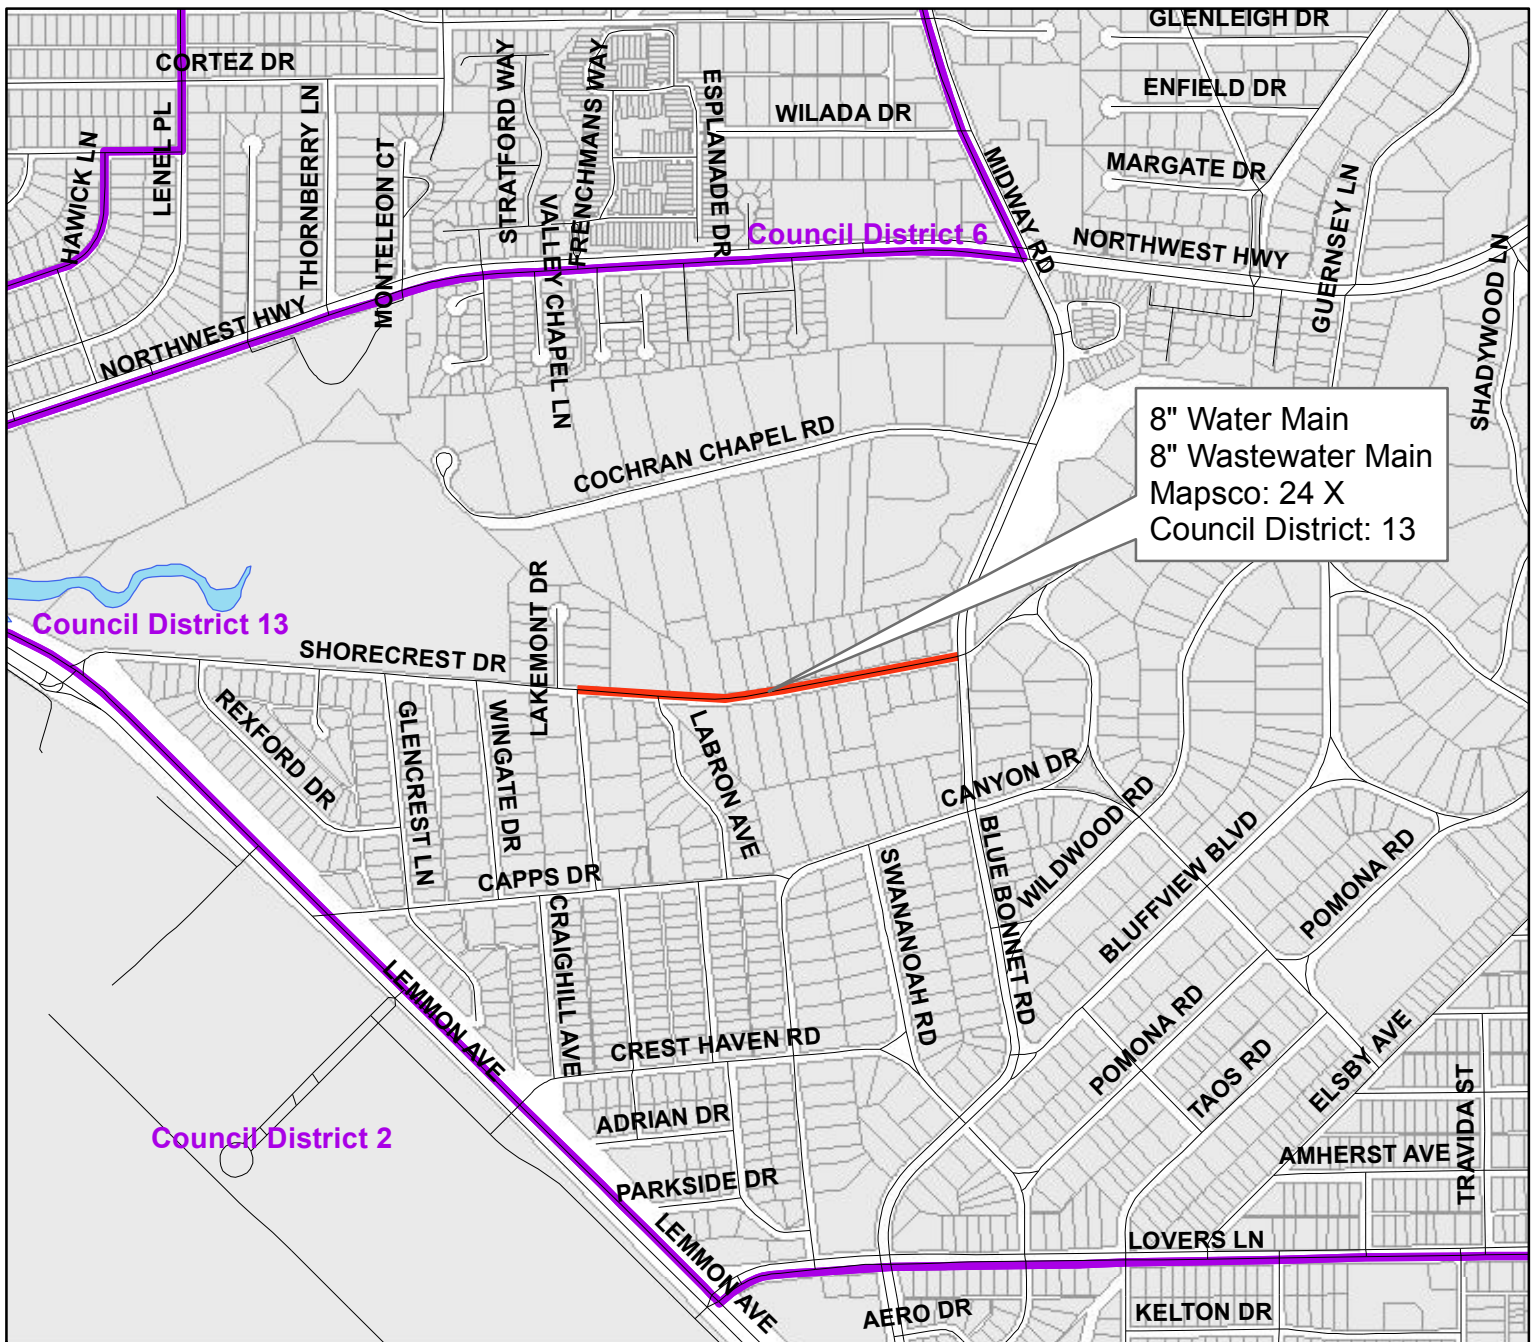 GLENLEIGH DR
CORTEZ DR
STRATFORD WAY
FRENCHMANS WAY
ESPLANADE DR
ENFIELD DR
WILADA DR
THORNBERRY LN
LENEL PL
HAWICK LN
MONTELEON CT
MIDWAY RD
MARGATE DR
GUERNSEY LN
VALLEY CHAPEL LN
Council District 6
NORTHWEST HWY
SHADYWOOD LN
NORTHWEST HWY
COCHRAN CHAPEL RD
8" Water Main
8" Wastewater Main
Mapsco: 24 X
Council District: 13
LAKEMONT DR
Council District 13
SHORECREST DR
REXFORD DR
GLENCREST LN
WINGATE DR
LABRON AVE
CANYON DR
WILDWOOD RD
BLUE BONNET RD
BLUFFVIEW BLVD
POMONA RD
CAPPS DR
SWANANOAH RD
CRAIGHILL AVE
LEMMON AVE
CREST HAVEN RD
POMONA RD
TAOS RD
ELSBY AVE
TRAVIDA ST
Council District 2
ADRIAN DR
AMHERST AVE
PARKSIDE DR
LEMMON AVE
LOVERS LN
AERO DR
KELTON DR